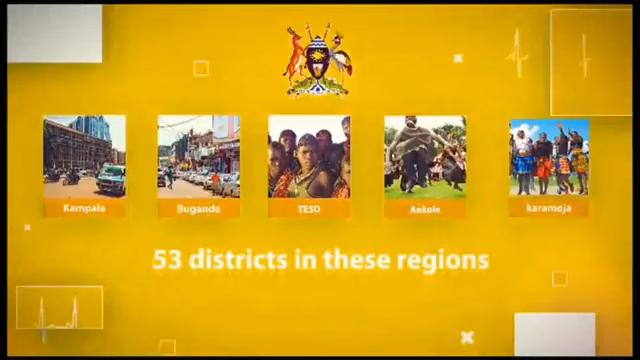 Kampala
Buganda
TESO
Ankole
karamoja
53 districts in these regions